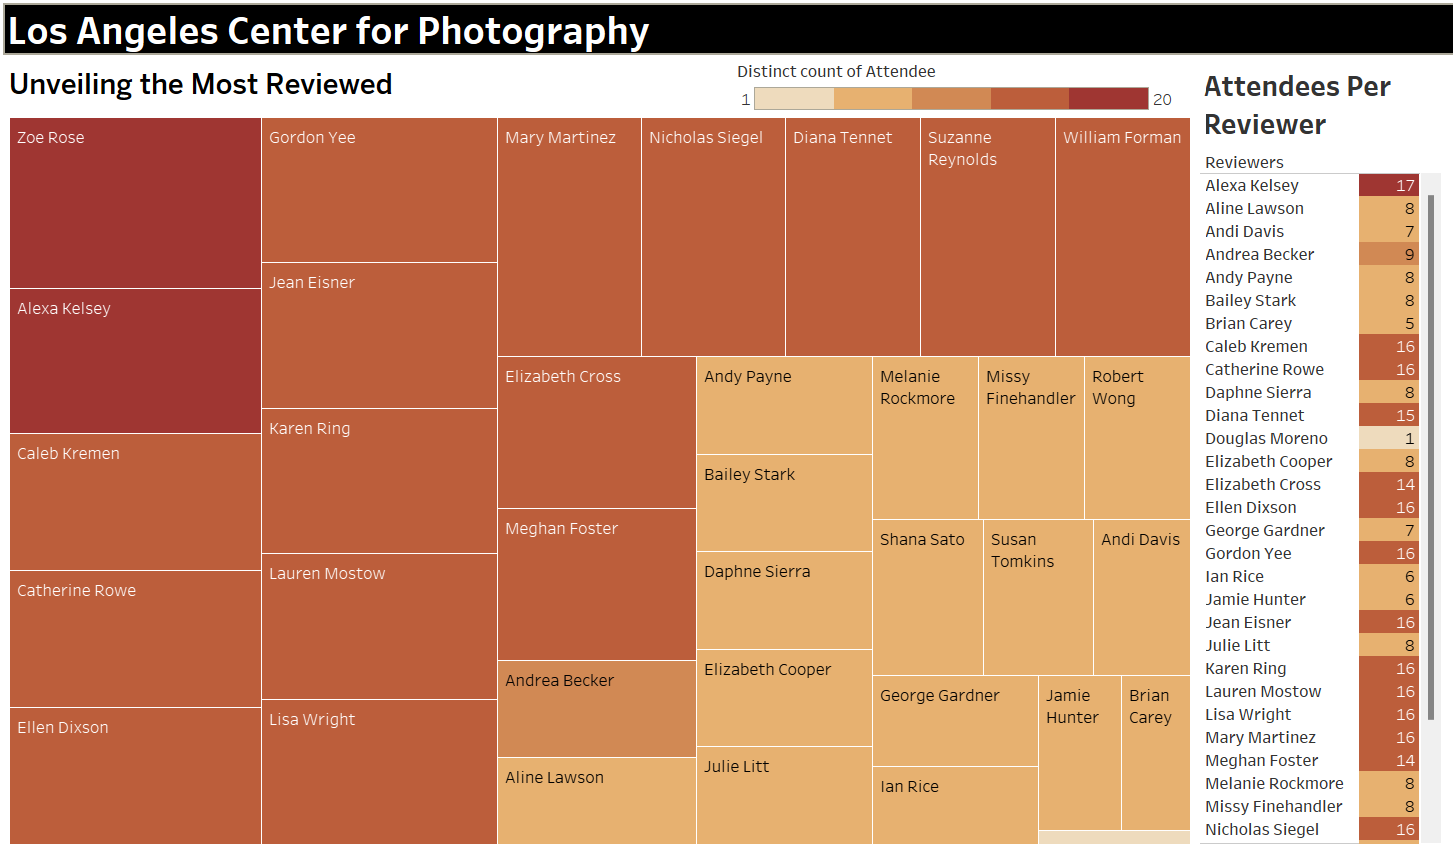 Los Angeles Center for Photography
Unveiling the Most Reviewed
Distinct count of Attendee
1
20
Zoe Rose
Alexa Kelsey
Caleb Kremen
Catherine Rowe
Ellen Dixson
Gordon Yee
Jean Eisner
Karen Ring
Lauren Mostow
Lisa Wright
Mary Martinez
Nicholas Siegel
Diana Tennet
Suzanne
Reynolds
William Forman
Elizabeth Cross
Meghan Foster
Andrea Becker
Aline Lawson
Andy Payne
Bailey Stark
Daphne Sierra
Elizabeth Cooper
Julie Litt
Melanie
Rockmore
Missy
Finehandler
Robert
Wong
Shana Sato
Susan
Tomkins
Andi Davis
George Gardner
Ian Rice
Jamie
Hunter
Brian
Carey
Attendees Per
Reviewer
Reviewers
Alexa Kelsey 17
Aline Lawson 8
Andi Davis 7
Andrea Becker 9
Andy Payne 8
Bailey Stark 8
Brian Carey 5
Caleb Kremen 16
Catherine Rowe 16
Daphne Sierra 8
Diana Tennet 15
Douglas Moreno 1
Elizabeth Cooper 8
Elizabeth Cross 14
Ellen Dixson 16
George Gardner 7
Gordon Yee 16
Ian Rice 6
Jamie Hunter 6
Jean Eisner 16
Julie Litt 8
Karen Ring 16
Lauren Mostow 16
Lisa Wright 16
Mary Martinez 16
Meghan Foster 14
Melanie Rockmore 8
Missy Finehandler 8
Nicholas Siegel 16